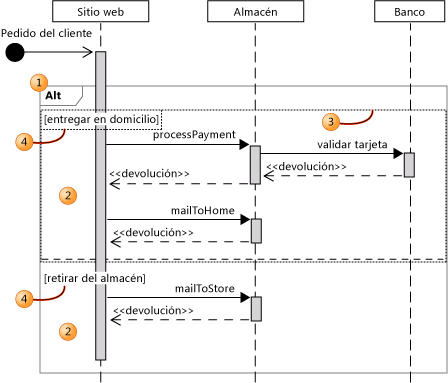 Sitio web
Almacén
Banco
Pedido del cliente
1
Alt
[entregar en domicilio]
3
4
processPayment
validar tarjeta
<<devolución>>
<<devolución>>
2
mailToHome
<<devolución>>
[retirar del almacén]
4
mailToStore
<<devolución>>
2